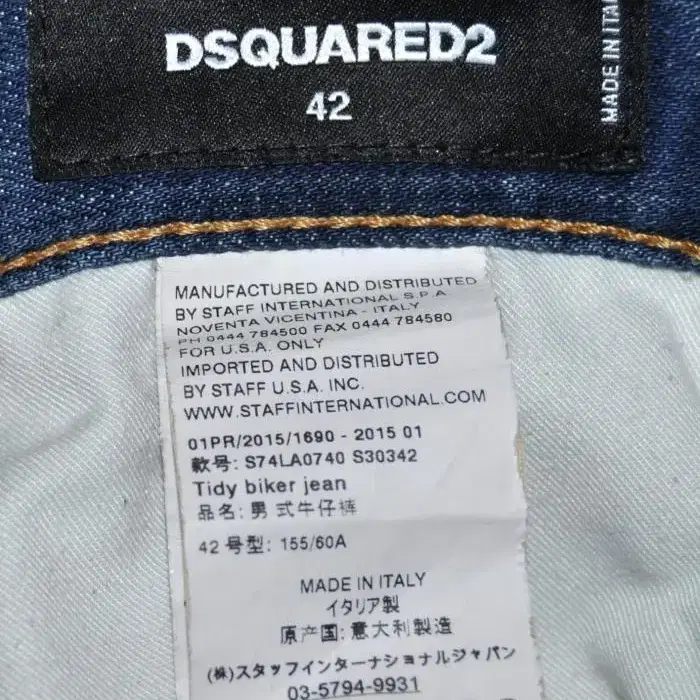 DSQUARED2
42
MADE IN ITA
MANUFACTURED AND DISTRIBUTED
BY STAFF INTERNATIONAL S.P.A
NOVENTA VICENTINA - ITALY
PH 0444 784500 FAX 0444 784580
FOR U.S.A. ONLY
IMPORTED AND DISTRIBUTED
BY STAFF U.S.A. INC.
WWW.STAFFINTERNATIONAL.COM
01PR/2015/1690 - 2015 01
款号: S74LA0740 S30342
Tidy biker jean
品名: 男式牛仔裤
42 号型: 155/60A
MADE IN ITALY
イタリア製
原产国: 意大利製造
(株)スタッフインターナショナルジャパン
03-5794-9931